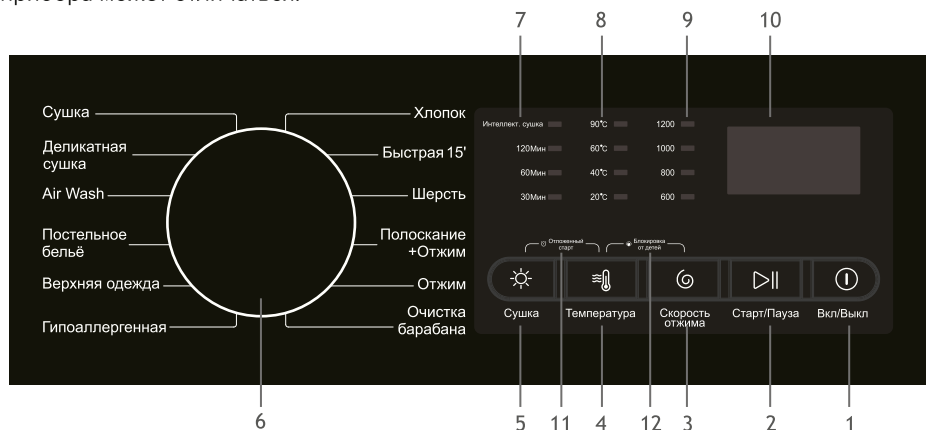 прибора может отличаться.
7 8 9 10
Сушка
Деликатная
сушка
Air Wash
Постельное
бельё
Верхняя одежда
Гипоаллергенная
Хлопок
Быстрая 15'
Шерсть
Полоскание
+Отжим
Отжим
Очистка
барабана
Интеллект. сушка 90°C 1200
120Мин 60°C 1000
60Мин 40°C 800
30Мин 20°C 600
Отложенный
старт
Блокировка
от детей
Сушка
Температура
Скорость
отжима
Старт/Пауза
Вкл/Выкл
6 5 11 4 12 3 2 1